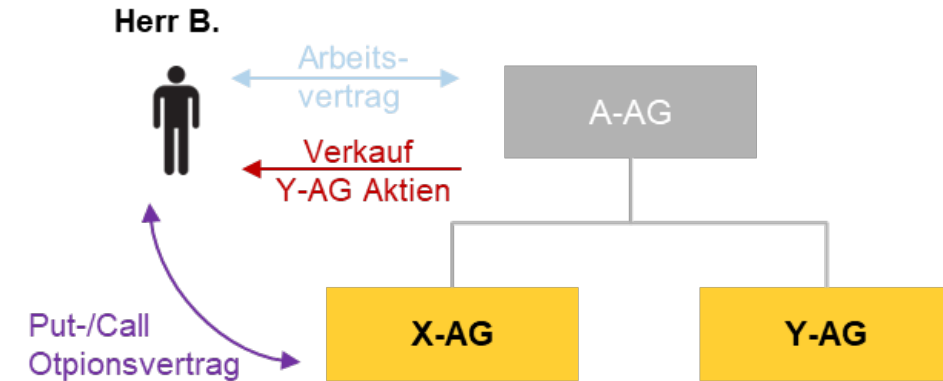 Herr B.
Arbeits-
vertrag
A-AG
Verkauf
Y-AG Aktien
Put-/Call
Otpionsvertrag
X-AG
Y-AG